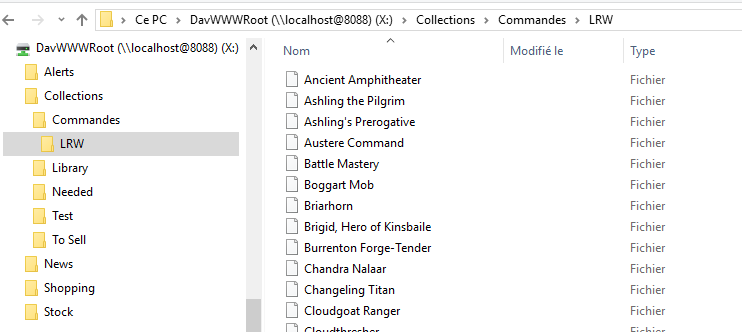 Ce PC > DavWWWRoot (\\localhost@8088) (X:) > Collections > Commandes > LRW
DavWWWRoot (\\localhost@8088) (X:)
Alerts
Collections
Commandes
LRW
Library
Needed
Test
To Sell
News
Shopping
Stock
Nom Modifié le Type
Ancient Amphitheater Fichier
Ashling the Pilgrim Fichier
Ashling's Prerogative Fichier
Austere Command Fichier
Battle Mastery Fichier
Boggart Mob Fichier
Briarhorn Fichier
Brigid, Hero of Kinsbaile Fichier
Burrenton Forge-Tender Fichier
Chandra Nalaar Fichier
Changeling Titan Fichier
Cloudgoat Ranger Fichier
Cloudthresher Fichier